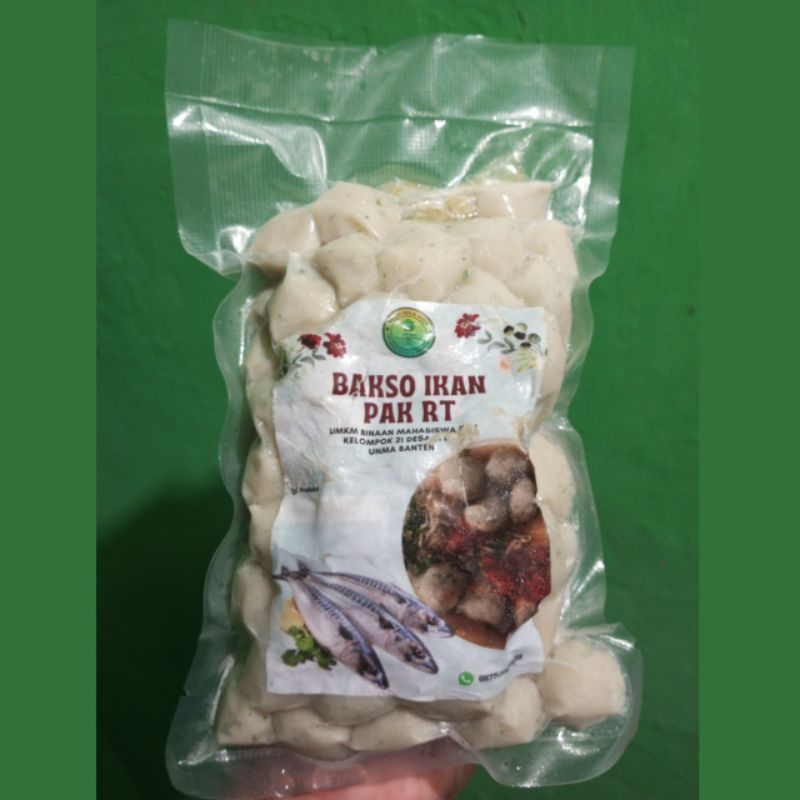 BAKSO IKAN
PAK RT
UMKM BINAAN MAHASISWA
KELOMPOK 21 DESA
UNMA BANTEN